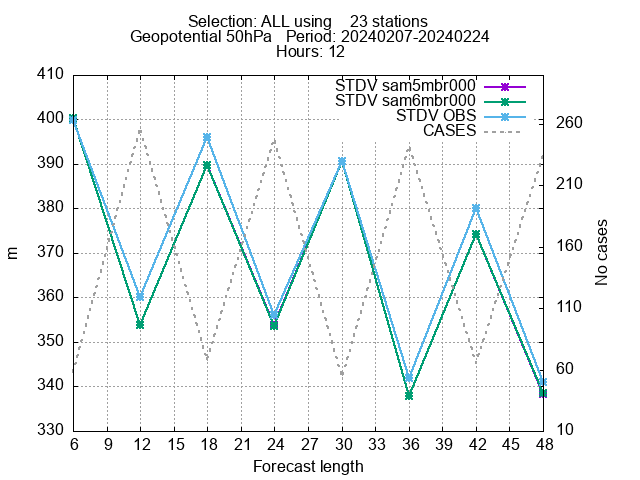 Selection: ALL using 23 stations
Geopotential 50hPa Period: 20240207-20240224
Hours: 12
STDV sam5mbr000
STDV sam6mbr000
STDV OBS
CASES
410
400
390
380
370
360
350
340
330
m
260
210
160
110
60
10
No cases
6 9 12 15 18 21 24 27 30 33 36 39 42 45 48
Forecast length